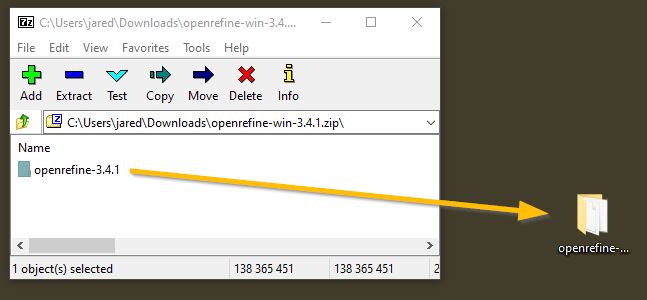 7z C:\Users\jared\Downloads\openrefine-win-3.4....
File Edit View Favorites Tools Help
Add Extract Test Copy Move Delete Info
Z C:\Users\jared\Downloads\openrefine-win-3.4.1.zip\
Name
openrefine-3.4.1
openrefine-...
1 object(s) selected 138 365 451 138 365 451 2